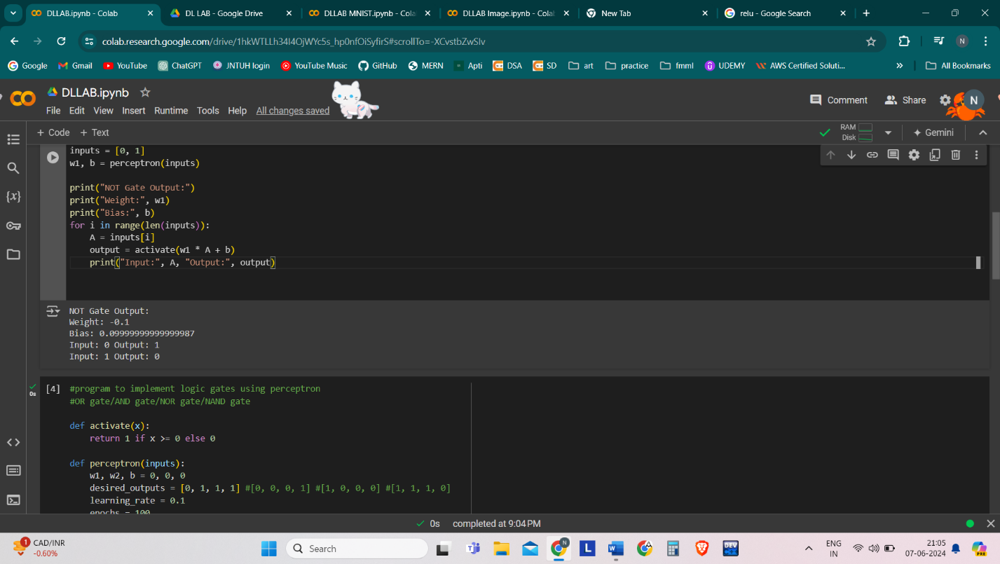 DLLAB.ipynb - Colab
DL LAB - Google Drive
DLLAB MNIST.ipynb - Cola
DLLAB Image.ipynb - Colab
New Tab
relu - Google Search
colab.research.google.com/drive/1hkWTLLh34I4OjWYc5s_hp0nfOiSyfirS#scrollTo=-XCvstbZwSIv
N
Google
Gmail
YouTube
ChatGPT
JNTUH login
YouTube Music
GitHub
MERN
Apti
DSA
SD
art
practice
fmml
UDEMY
AWS Certified Soluti...
All Bookmarks
DLLAB.ipynb
File Edit View Insert Runtime Tools Help All changes saved
Comment
Share
N
+ Code + Text
RAM
Disk
Gemini
inputs = [0, 1]
w1, b = perceptron(inputs)
print("NOT Gate Output:")
print("Weight:", w1)
print("Bias:", b)
for i in range(len(inputs)):
A = inputs[i]
output = activate(w1 * A + b)
print("Input:", A, "Output:", output)
NOT Gate Output:
Weight: -0.1
Bias: 0.09999999999999987
Input: 0 Output: 1
Input: 1 Output: 0
0s
[4]
#program to implement logic gates using perceptron
#OR gate/AND gate/NOR gate/NAND gate
def activate(x):
return 1 if x >= 0 else 0
def perceptron(inputs):
w1, w2, b = 0, 0, 0
desired_outputs = [0, 1, 1, 1] #[0, 0, 0, 1] #[1, 0, 0, 0] #[1, 1, 1, 0]
learning_rate = 0.1
epochs = 100
0s completed at 9:04 PM
1
CAD/INR
-0.60%
Search
N
L
DEV
C++
ENG
IN
21:05
07-06-2024
PRE